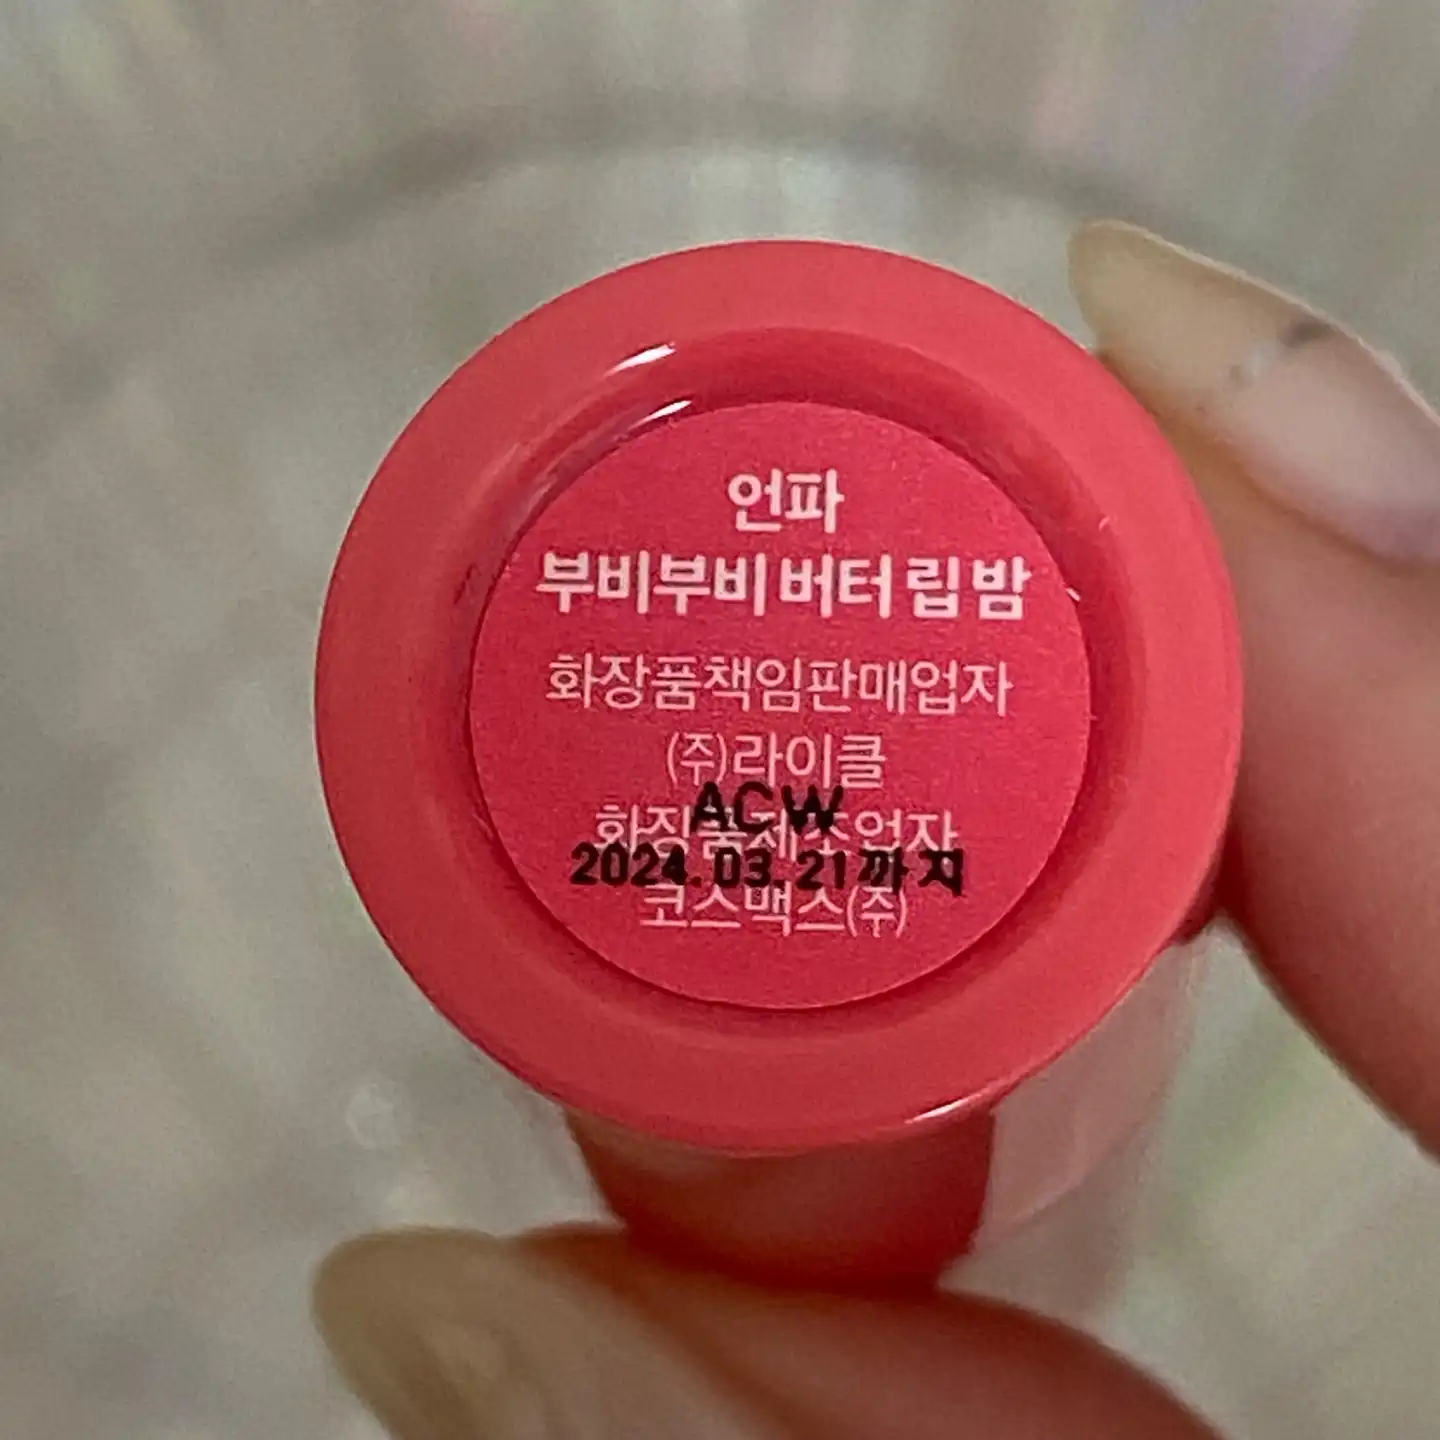 언파
부비부비 버터 립 밤
화장품책임판매업자
(주)라이클
ACW
화장품제조업자
2024.03.21까지
코스맥스(주)